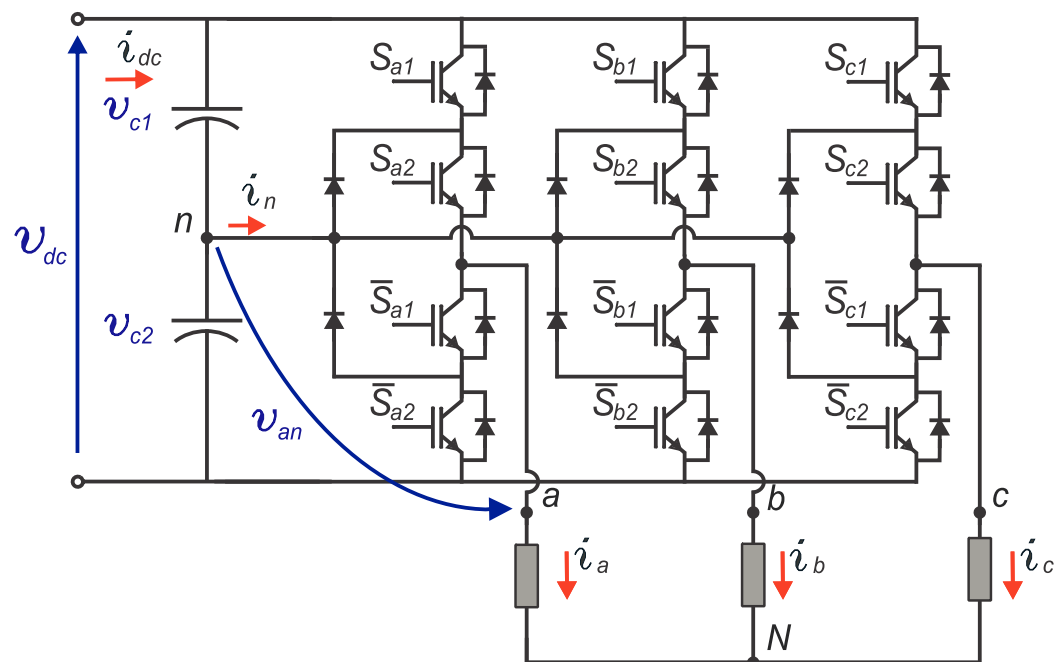 i_dc
S_a1 S_b1 S_c1
v_c1
S_a2 S_b2 S_c2
i_n
n
v_dc
S̅_a1 S̅_b1 S̅_c1
v_c2
S̅_a2 S̅_b2 S̅_c2
v_an
a b c
i_a i_b i_c
N